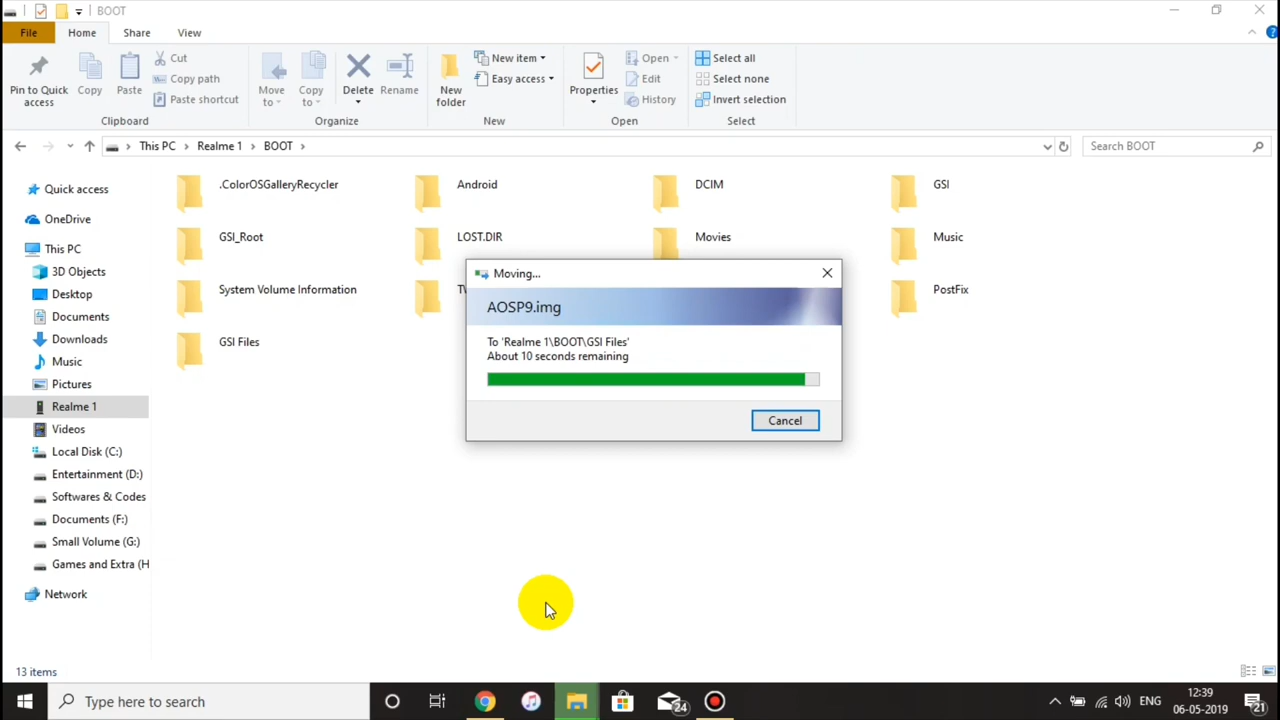 BOOT
File Home Share View
Pin to Quick access
Copy
Paste
Cut
Copy path
Paste shortcut
Clipboard
Move to
Copy to
Delete
Rename
Organize
New folder
New item
Easy access
New
Properties
Open
Edit
History
Open
Select all
Select none
Invert selection
Select
This PC > Realme 1 > BOOT >
Search BOOT
Quick access
OneDrive
This PC
3D Objects
Desktop
Documents
Downloads
Music
Pictures
Realme 1
Videos
Local Disk (C:)
Entertainment (D:)
Softwares & Codes
Documents (F:)
Small Volume (G:)
Games and Extra (H
Network
.ColorOSGalleryRecycler
Android
DCIM
GSI
GSI_Root
LOST.DIR
Movies
Music
System Volume Information
PostFix
GSI Files
Moving...
AOSP9.img
To 'Realme 1\BOOT\GSI Files'
About 10 seconds remaining
Cancel
13 items
Type here to search
24
ENG
12:39
06-05-2019
21